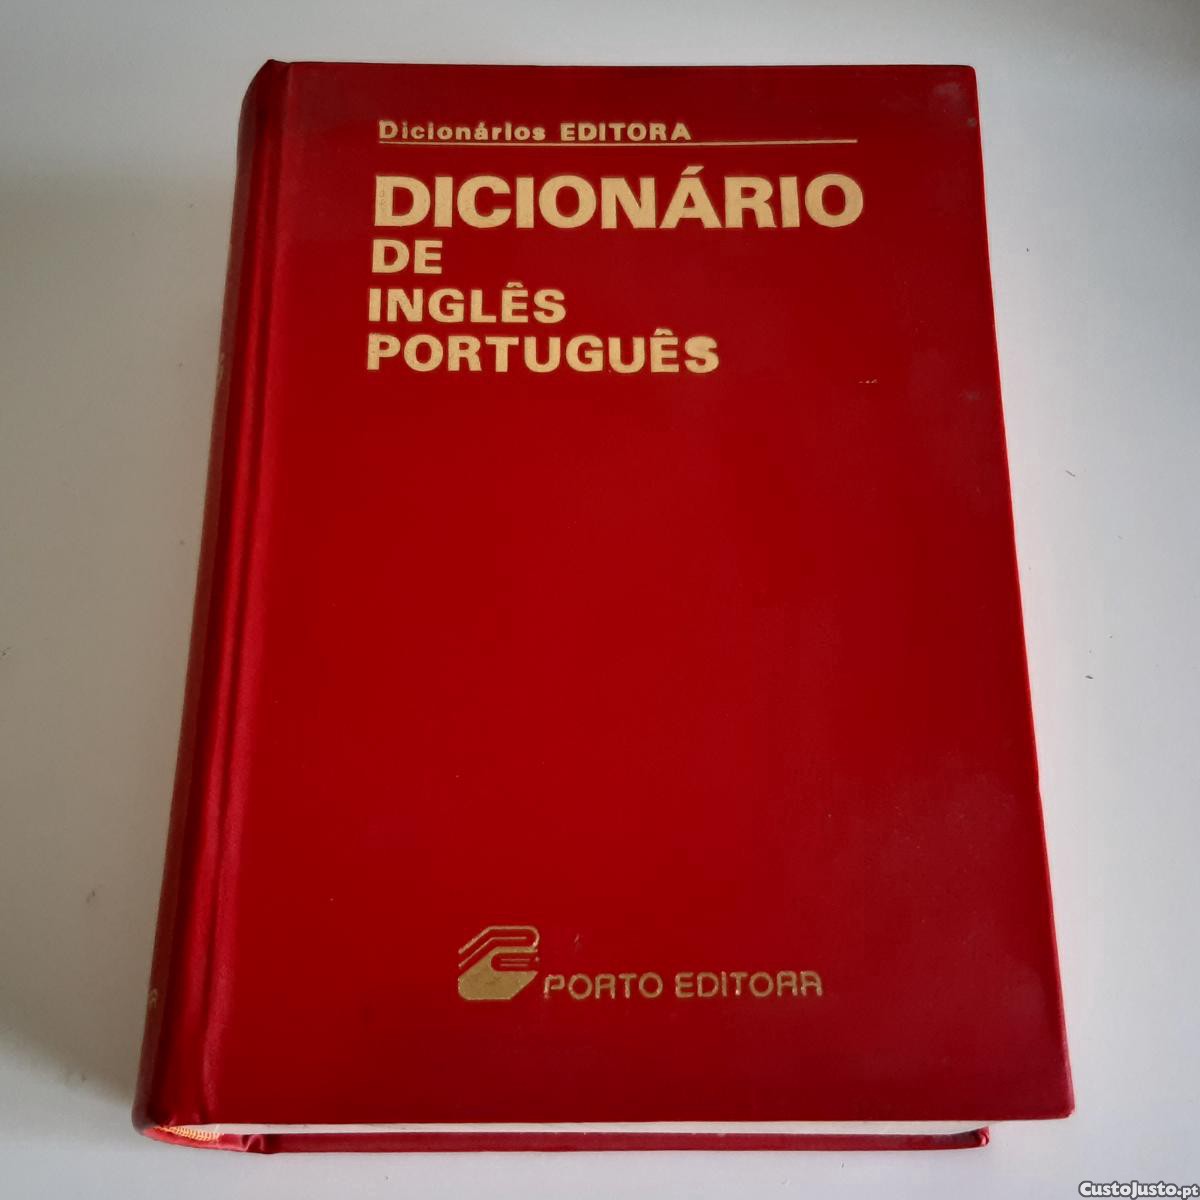 Dicionários EDITORA
DICIONÁRIO
DE
INGLÊS
PORTUGUÊS
PORTO EDITORA
CustoJusto.pt